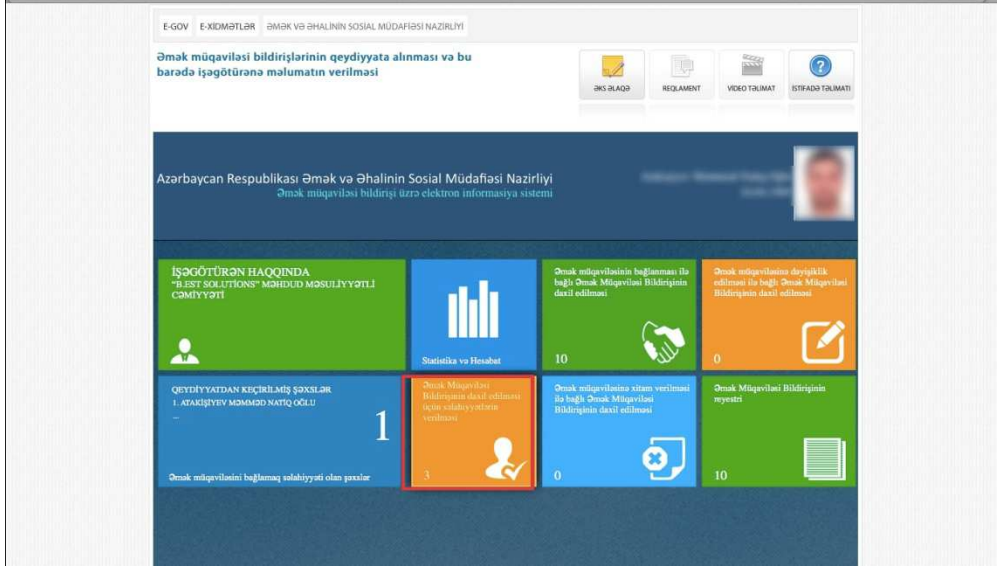 E-GOV E-XİDMƏTLƏR ƏMƏK VƏ ƏHALİNİN SOSİAL MÜDAFİƏSİ NAZİRLİYİ
Əmək müqaviləsi bildirişlərinin qeydiyyata alınması və bu
barədə işəgötürənə məlumatın verilməsi
ƏKS ƏLAQƏ
REQLAMENT
VİDEO TƏLİMAT
İSTİFADƏ TƏLİMATI
Azərbaycan Respublikası Əmək və Əhalinin Sosial Müdafiəsi Nazirliyi
Əmək müqaviləsi bildirişi üzrə elektron informasiya sistemi
İŞƏGÖTÜRƏN HAQQINDA
"B.EST SOLUTİONS" MƏHDUD MƏSULİYYƏTLİ
CƏMİYYƏTİ
Statistika və Hesabat
Əmək müqaviləsinin bağlanması ilə
bağlı Əmək Müqaviləsi Bildirişinin
daxil edilməsi
10
Əmək müqaviləsinə dəyişiklik
edilməsi ilə bağlı Əmək Müqaviləsi
Bildirişinin daxil edilməsi
0
QEYDİYYATDAN KEÇİRİLMİŞ ŞƏXSLƏR
1. ATAKİŞİYEV MƏMMƏD NATİQ OĞLU
...
1
Əmək müqaviləsini bağlamaq səlahiyyəti olan şəxslər
Əmək Müqaviləsi
Bildirişinin daxil edilməsi
üçün səlahiyyətlərin
verilməsi
3
Əmək müqaviləsinə xitam verilməsi
ilə bağlı Əmək Müqaviləsi
Bildirişinin daxil edilməsi
0
Əmək Müqaviləsi Bildirişinin
reyestri
10